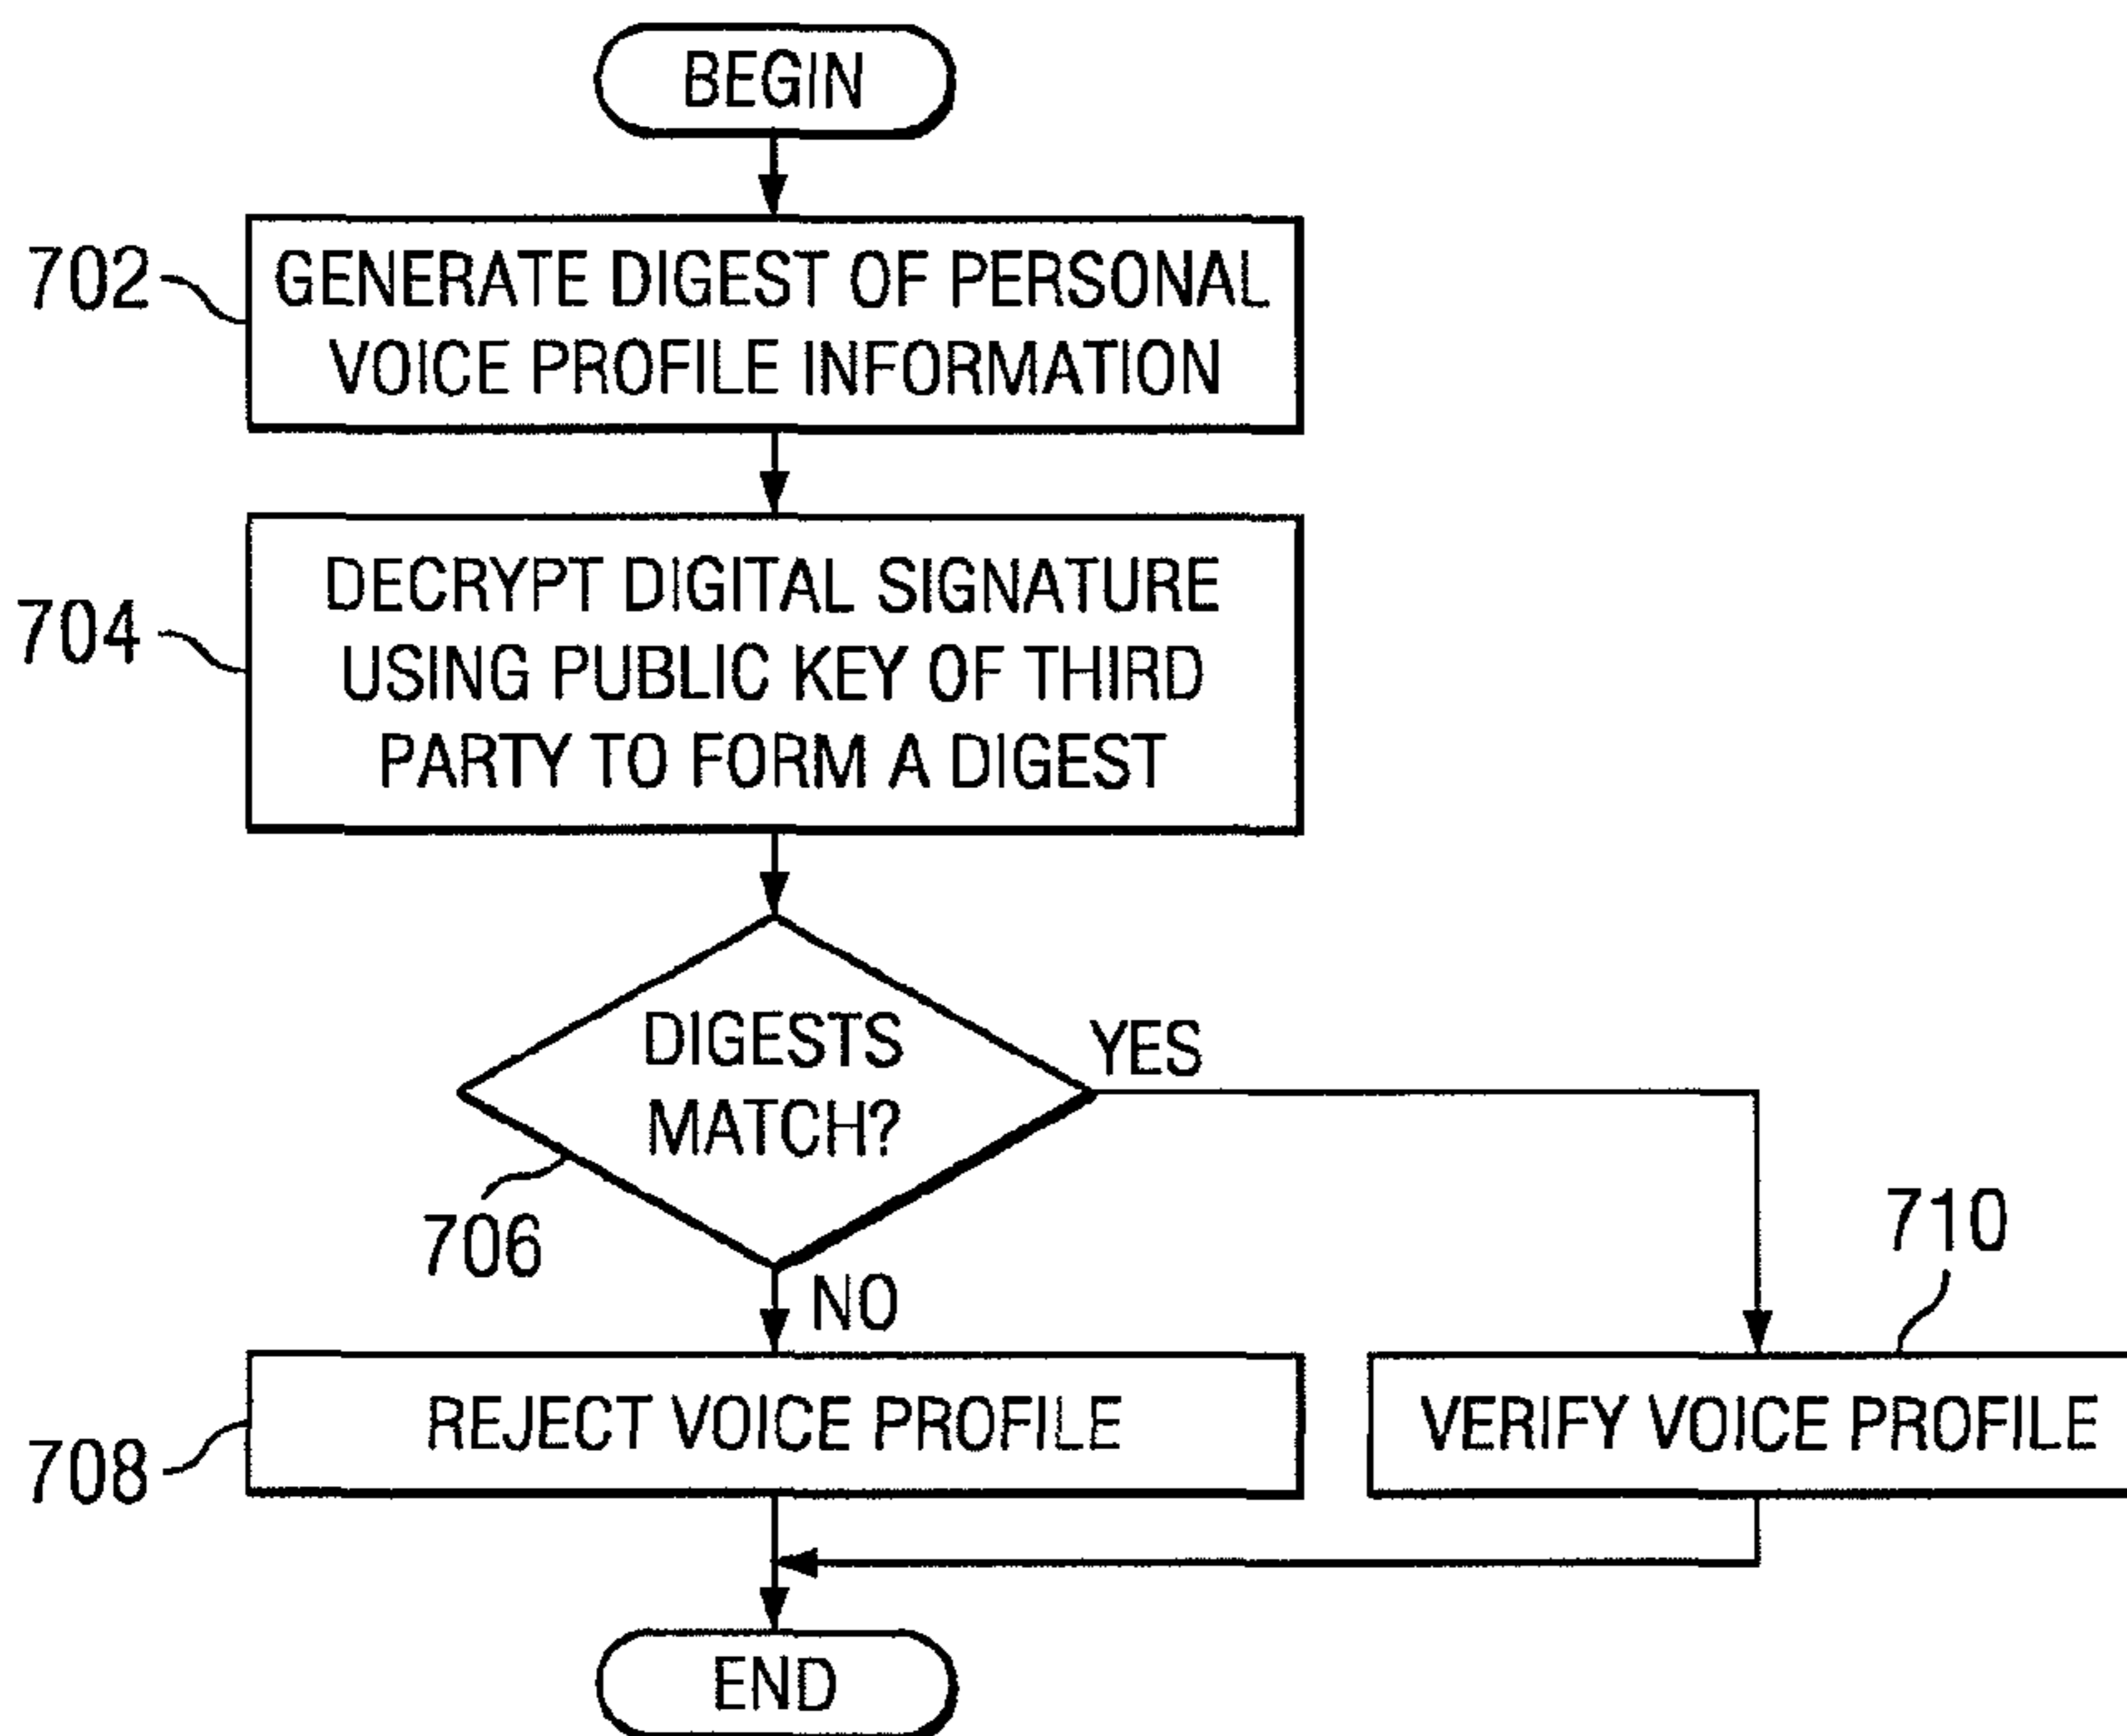 BEGIN
702
GENERATE DIGEST OF PERSONAL
VOICE PROFILE INFORMATION
704
DECRYPT DIGITAL SIGNATURE
USING PUBLIC KEY OF THIRD
PARTY TO FORM A DIGEST
DIGESTS
MATCH?
YES
706
NO
710
708
REJECT VOICE PROFILE
VERIFY VOICE PROFILE
END